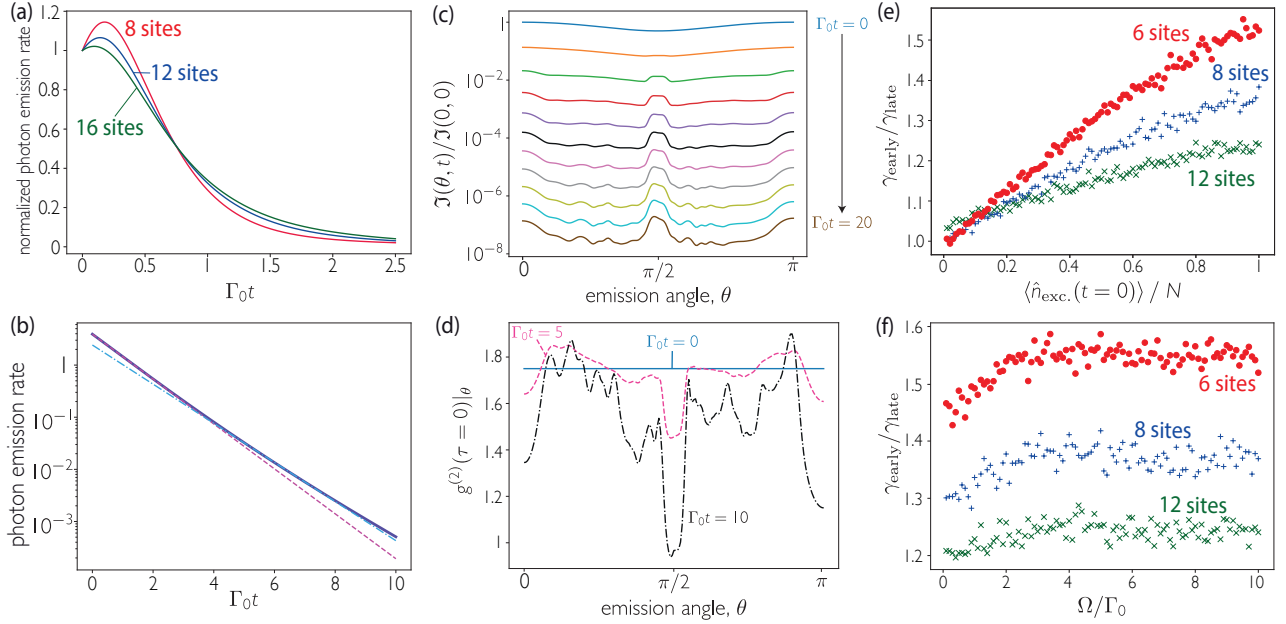 (a)
normalized photon emission rate
1.2
1
0.8
0.6
0.4
0.2
0
8 sites
12 sites
16 sites
0
0.5
1
1.5
2
2.5
Γ₀t
(b)
photon emission rate
1
10⁻¹
10⁻²
10⁻³
0
2
4
6
8
10
Γ₀t
(c)
ℑ(θ, t)/ℑ(0, 0)
1
10⁻²
10⁻⁴
10⁻⁶
10⁻⁸
Γ₀t = 0
Γ₀t = 20
0
π/2
π
emission angle, θ
(d)
g⁽²⁾(τ = 0)|θ
1.8
1.6
1.4
1.2
1
Γ₀t = 5
Γ₀t = 0
Γ₀t = 10
0
π/2
π
emission angle, θ
(e)
γearly/γlate
1.5
1.4
1.3
1.2
1.1
1.0
6 sites
8 sites
12 sites
0
0.2
0.4
0.6
0.8
1
⟨n̂exc.(t = 0)⟩ / N
(f)
γearly/γlate
1.6
1.5
1.4
1.3
1.2
6 sites
8 sites
12 sites
0
2
4
6
8
10
Ω/Γ₀